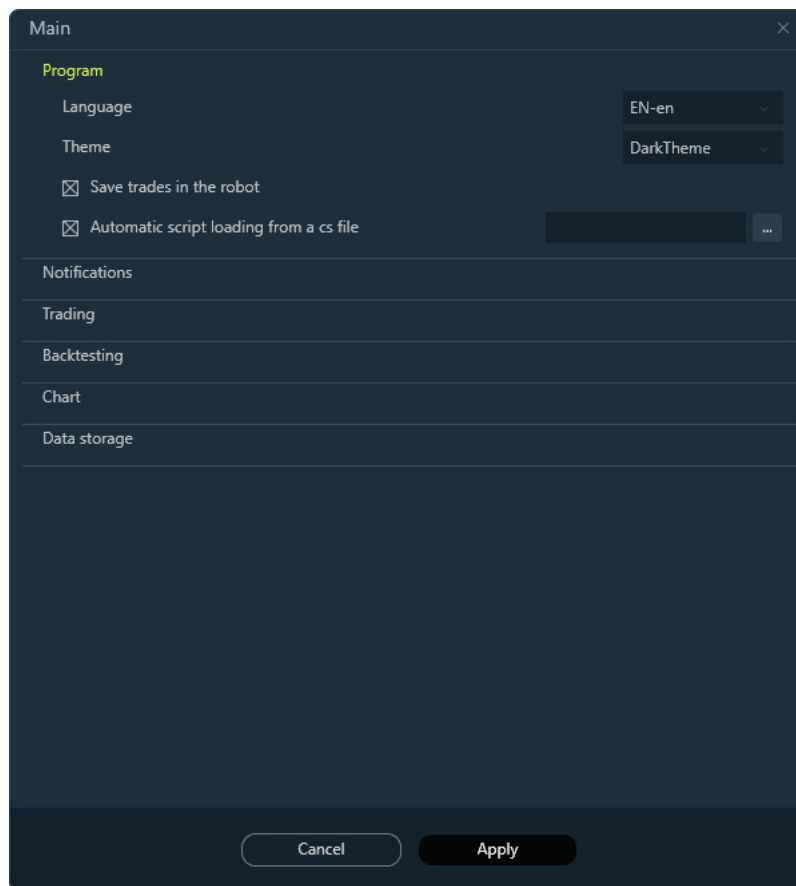 Main
Program
Language EN-en
Theme DarkTheme
Save trades in the robot
Automatic script loading from a cs file ...
Notifications
Trading
Backtesting
Chart
Data storage
Cancel Apply